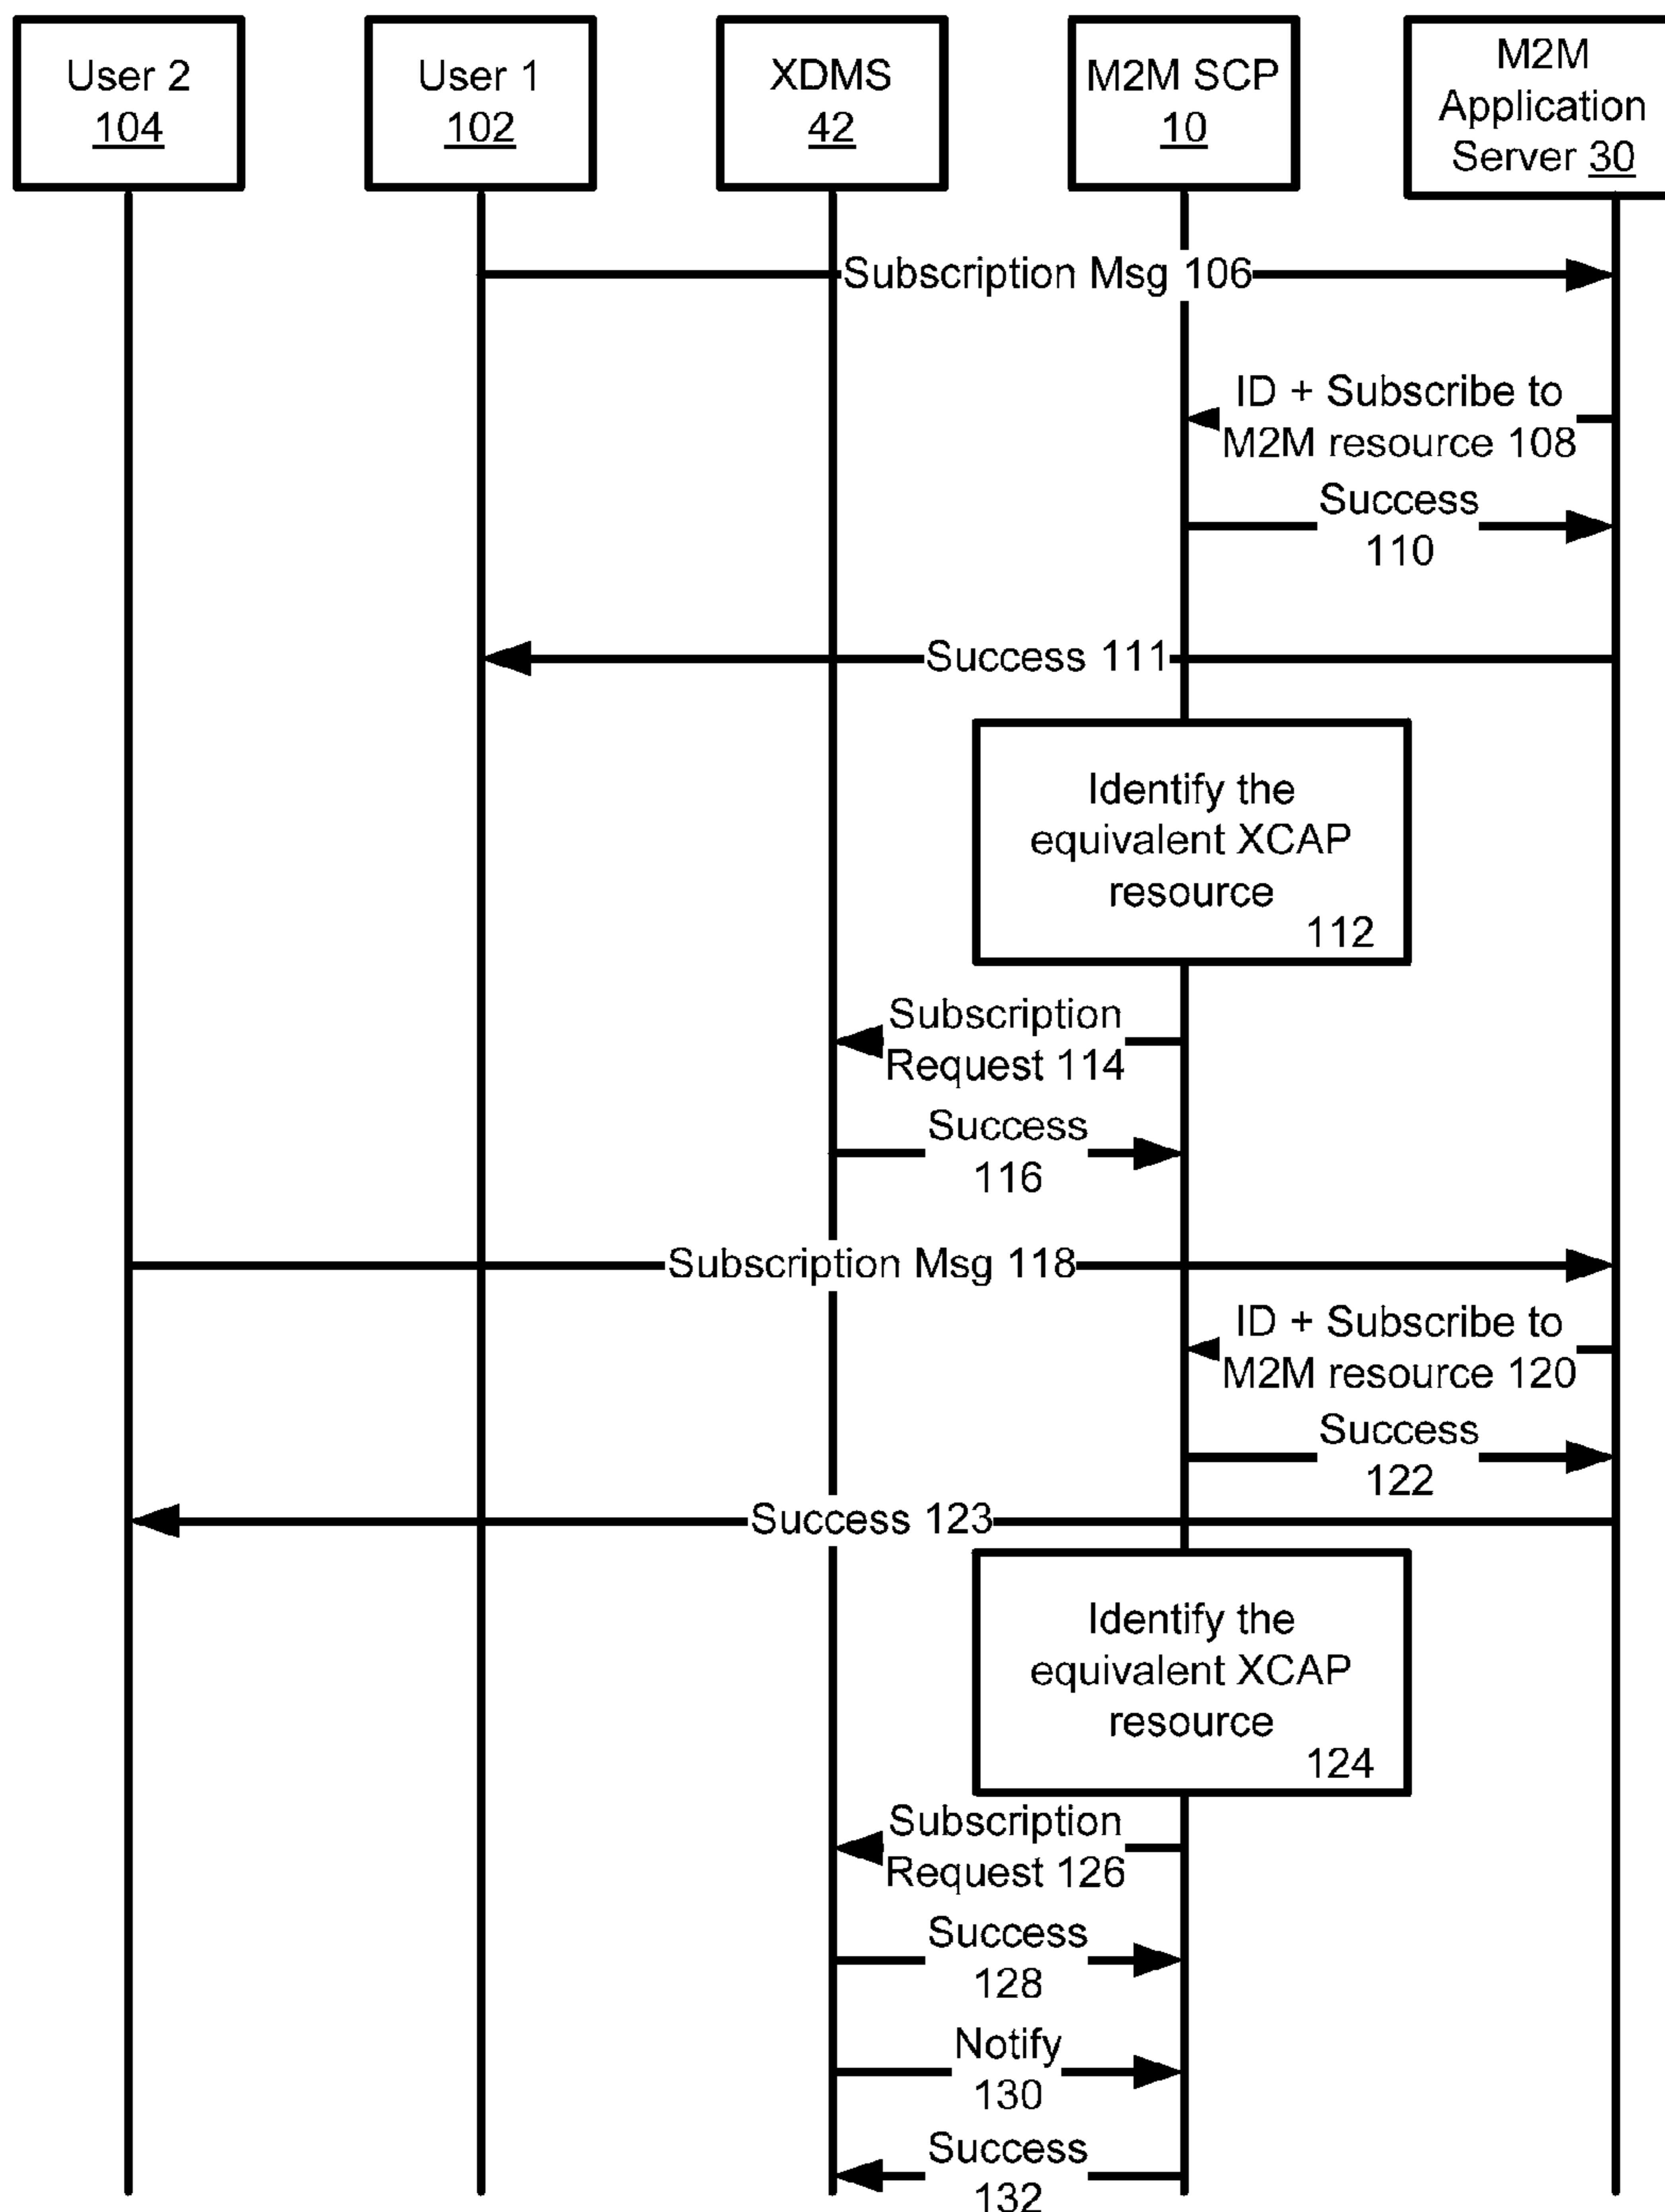 User 2
104
User 1
102
XDMS
42
M2M SCP
10
M2M
Application
Server 30
Subscription Msg 106
ID + Subscribe to
M2M resource 108
Success
110
Success 111
Identify the
equivalent XCAP
resource
112
Subscription
Request 114
Success
116
Subscription Msg 118
ID + Subscribe to
M2M resource 120
Success
122
Success 123
Identify the
equivalent XCAP
resource
124
Subscription
Request 126
Success
128
Notify
130
Success
132